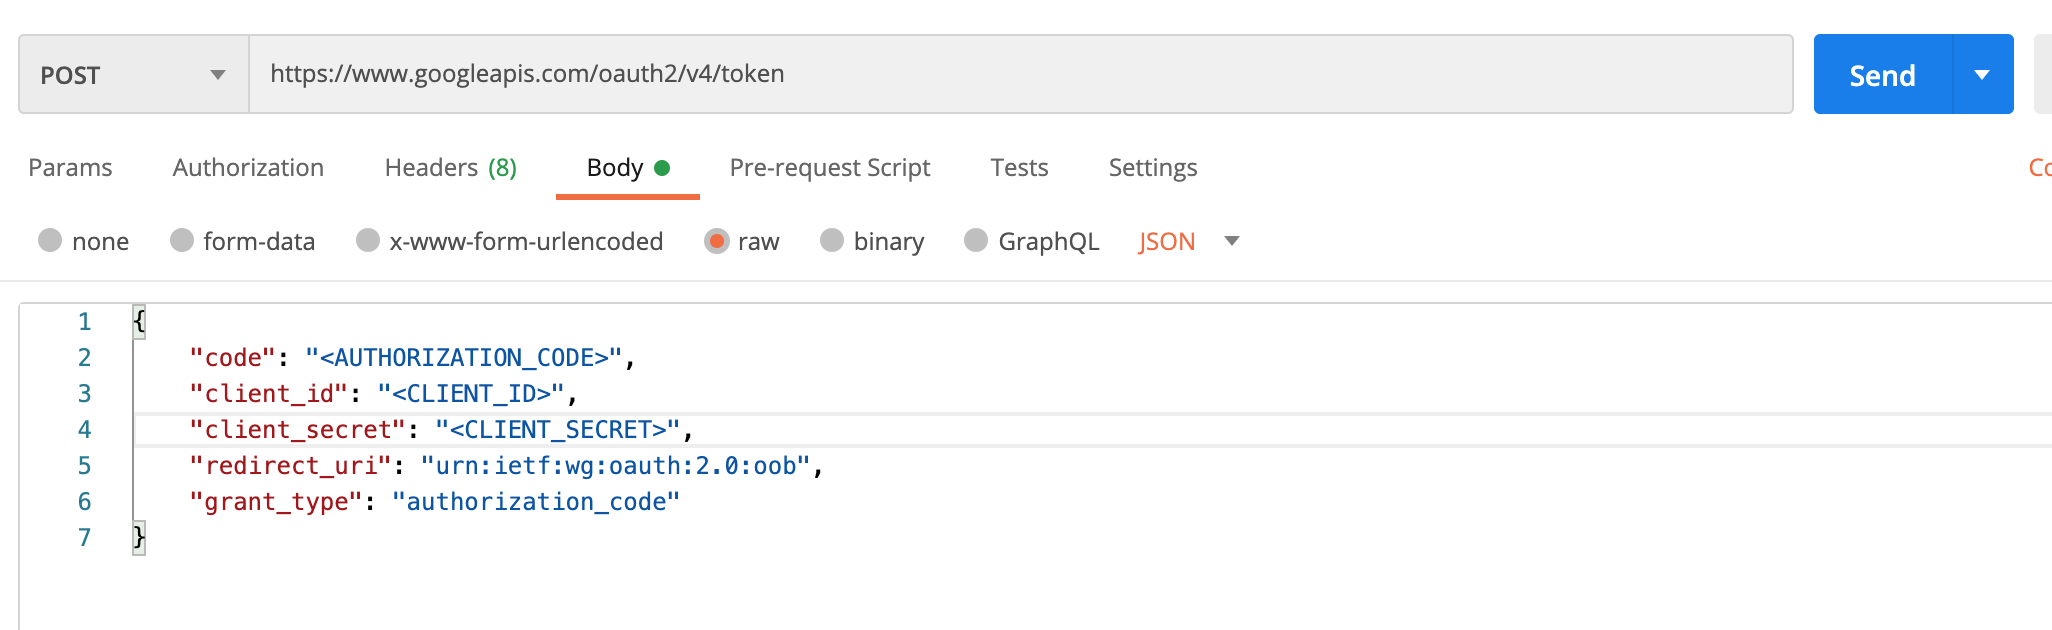 POST https://www.googleapis.com/oauth2/v4/token Send
Params Authorization Headers (8) Body Pre-request Script Tests Settings Co
none form-data x-www-form-urlencoded raw binary GraphQL JSON
1 {
2 "code": "<AUTHORIZATION_CODE>",
3 "client_id": "<CLIENT_ID>",
4 "client_secret": "<CLIENT_SECRET>",
5 "redirect_uri": "urn:ietf:wg:oauth:2.0:oob",
6 "grant_type": "authorization_code"
7 }